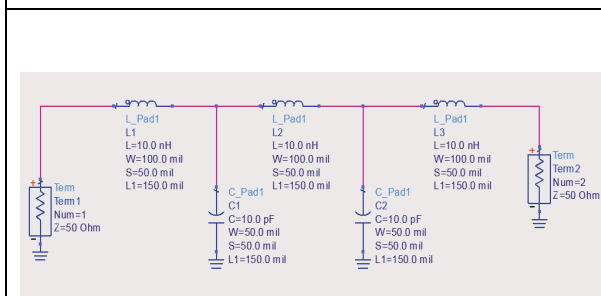 L_Pad1
L1
L=10.0 nH
W=100.0 mil
S=50.0 mil
L1=150.0 mil
L_Pad1
L2
L=10.0 nH
W=100.0 mil
S=50.0 mil
L1=150.0 mil
L_Pad1
L3
L=10.0 nH
W=100.0 mil
S=50.0 mil
L1=150.0 mil
+
Term
Term1
Num=1
Z=50 Ohm
-
C_Pad1
C1
C=10.0 pF
W=50.0 mil
S=50.0 mil
L1=150.0 mil
C_Pad1
C2
C=10.0 pF
W=50.0 mil
S=50.0 mil
L1=150.0 mil
+
Term
Term2
Num=2
Z=50 Ohm
-